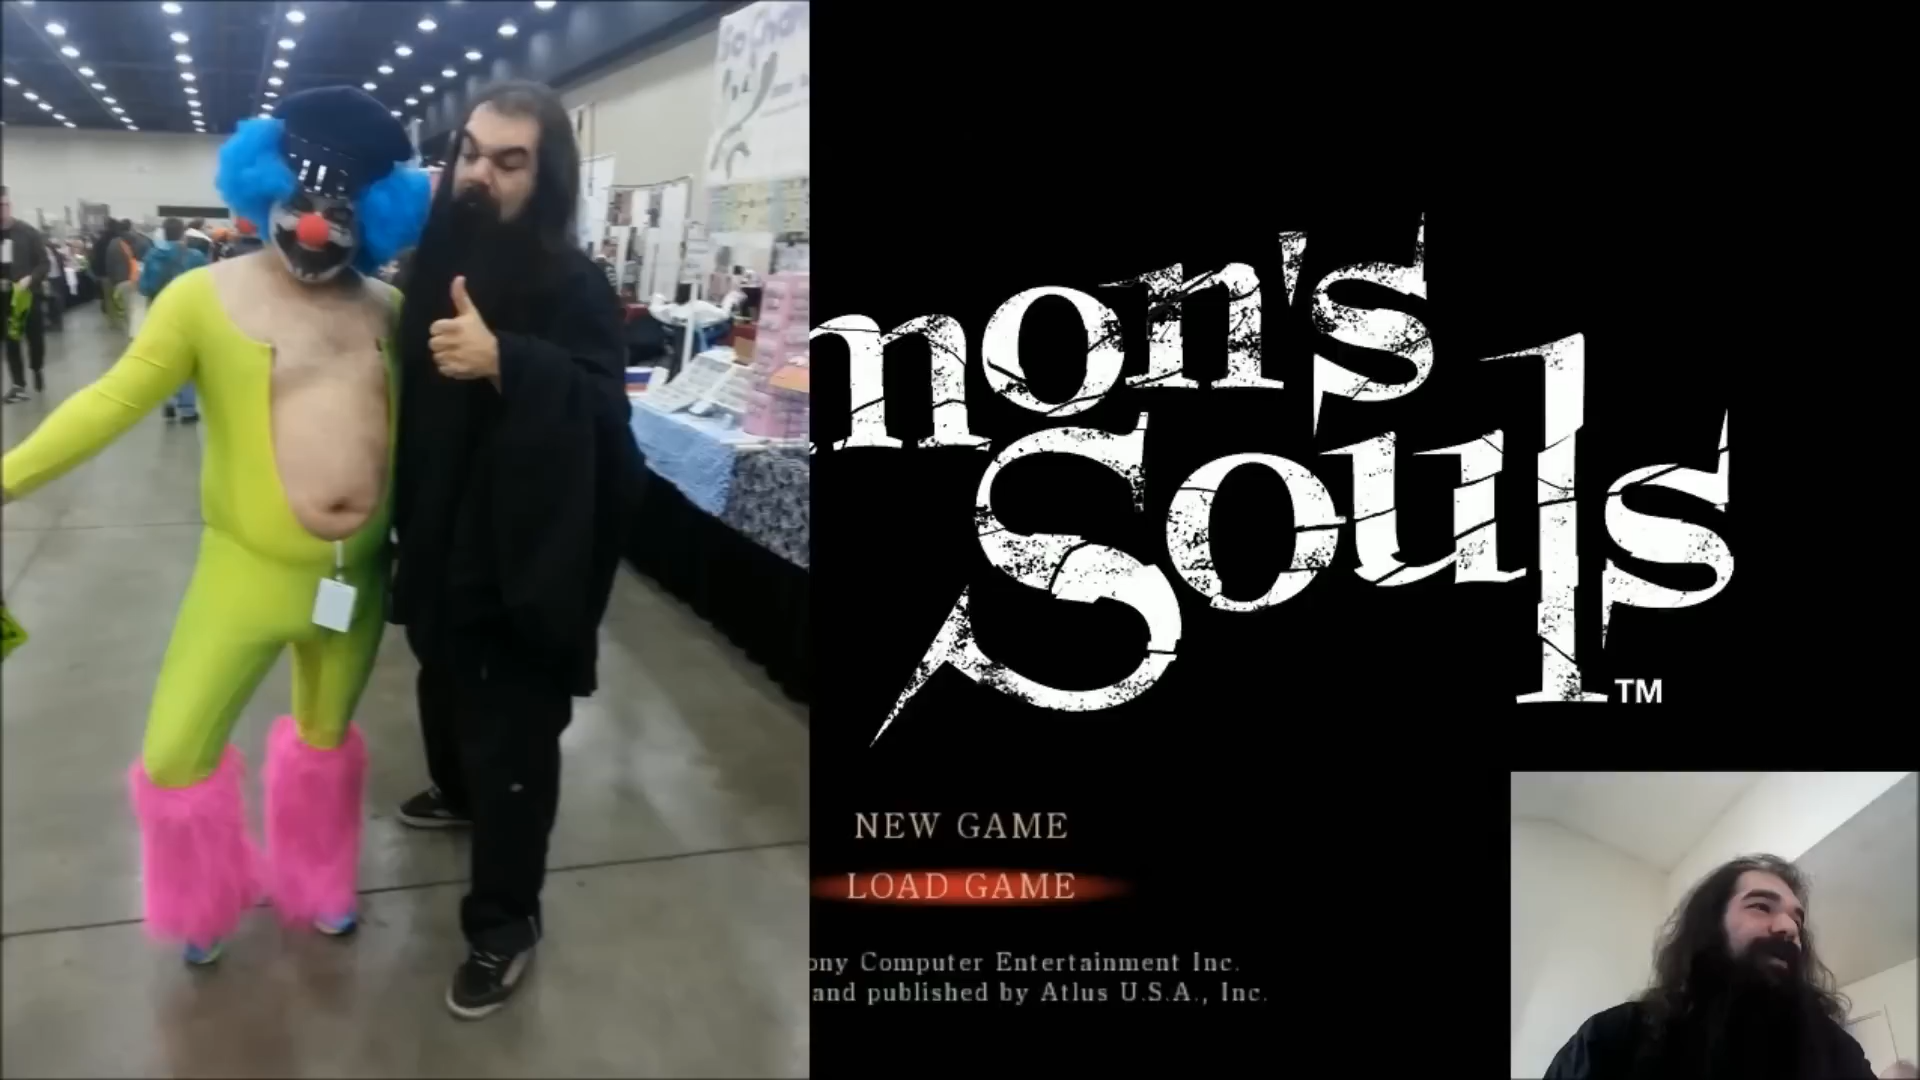 mon's
Souls
TM
NEW GAME
LOAD GAME
ony Computer Entertainment Inc.
and published by Atlus U.S.A., Inc.